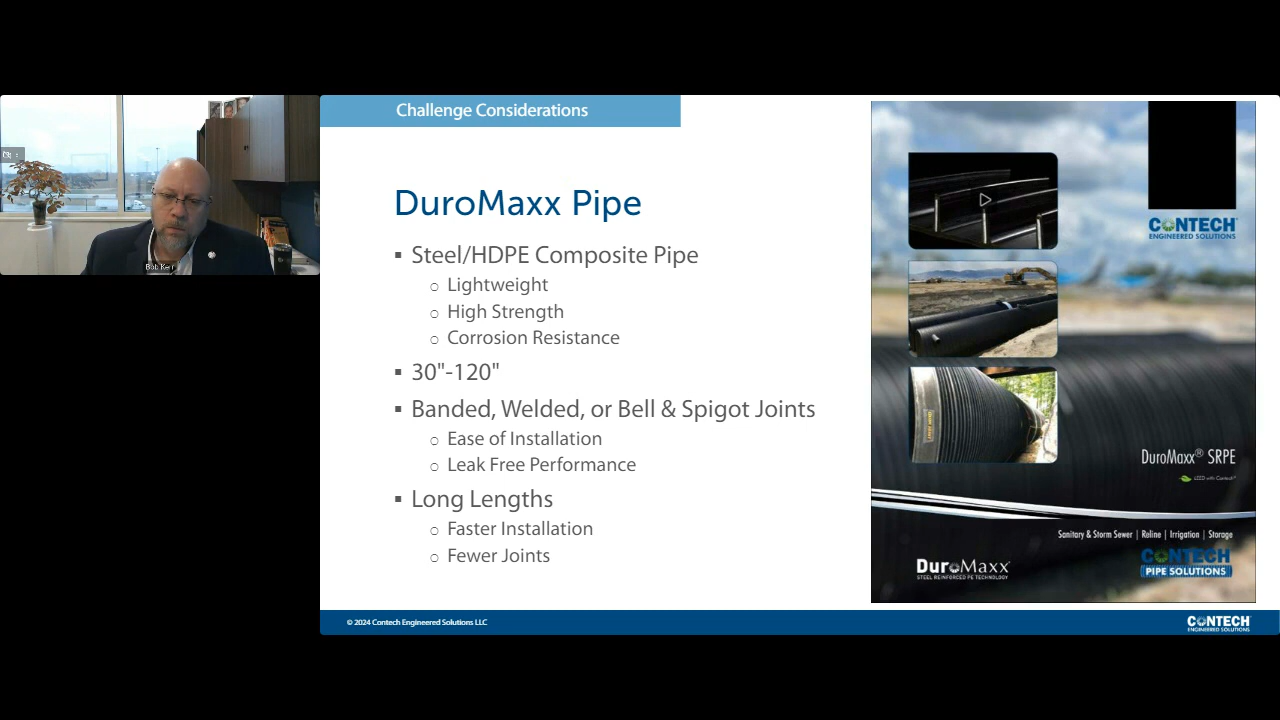 Challenge Considerations
DuroMaxx Pipe
▪ Steel/HDPE Composite Pipe
○ Lightweight
○ High Strength
○ Corrosion Resistance
▪ 30"-120"
▪ Banded, Welded, or Bell & Spigot Joints
○ Ease of Installation
○ Leak Free Performance
▪ Long Lengths
○ Faster Installation
○ Fewer Joints
© 2024 Contech Engineered Solutions LLC
Bob Kerr
CONTECH®
ENGINEERED SOLUTIONS
DuroMaxx® SRPE
LEED with Contech®
Sanitary & Storm Sewer | Reline | Irrigation | Storage
DuroMaxx®
STEEL REINFORCED PE TECHNOLOGY
CONTECH
PIPE SOLUTIONS
CONTECH®
ENGINEERED SOLUTIONS